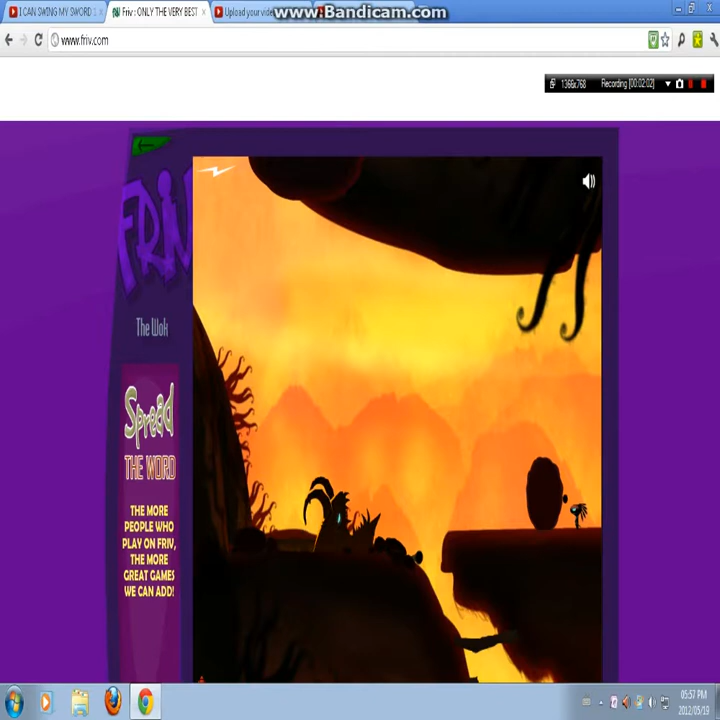 I CAN SWING MY SWORD
Friv : ONLY THE VERY BEST
Upload your vide
www.Bandicam.com
www.friv.com
1366x768
Recording [00:02:02]
FRIV
The Wok
Spread
THE WORD
THE MORE
PEOPLE WHO
PLAY ON FRIV,
THE MORE
GREAT GAMES
WE CAN ADD!
05:57 PM
2012/05/19